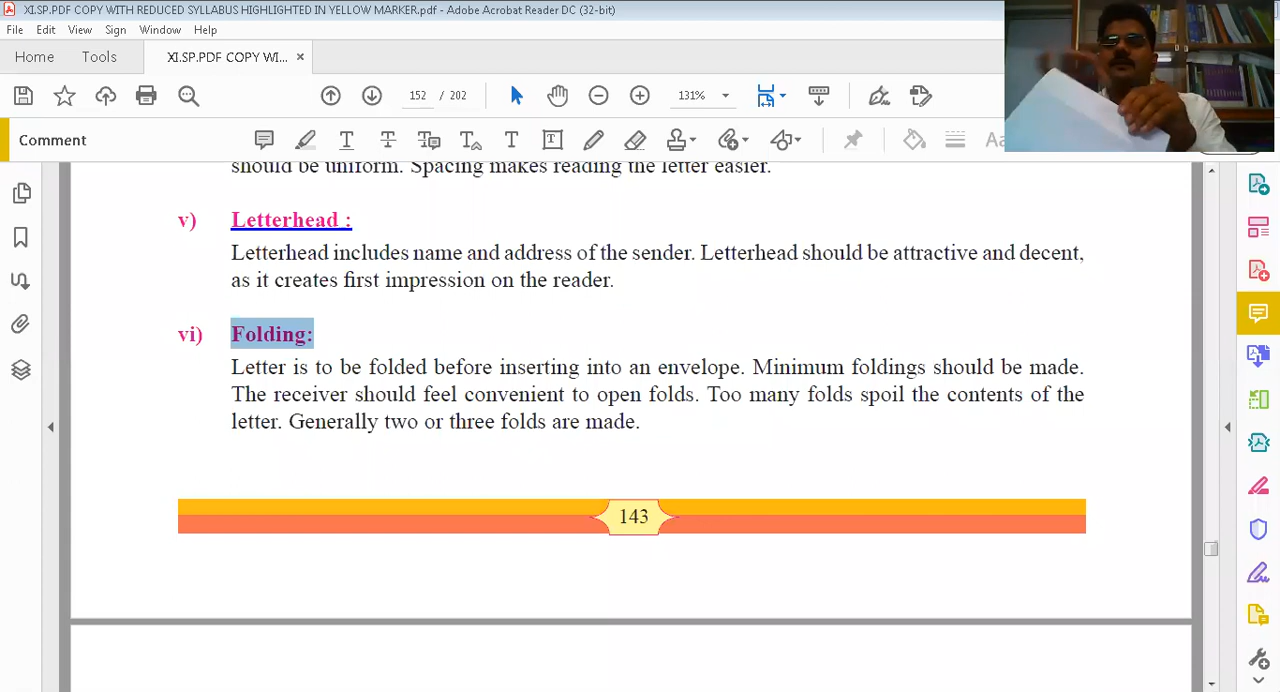 XI.SP.PDF COPY WITH REDUCED SYLLABUS HIGHLIGHTED IN YELLOW MARKER.pdf - Adobe Acrobat Reader DC (32-bit)
File Edit View Sign Window Help
Home Tools XI.SP.PDF COPY WI... ×
152 / 202 131%
Comment
should be uniform. Spacing makes reading the letter easier.
v) Letterhead :
Letterhead includes name and address of the sender. Letterhead should be attractive and decent,
as it creates first impression on the reader.
vi) Folding:
Letter is to be folded before inserting into an envelope. Minimum foldings should be made.
The receiver should feel convenient to open folds. Too many folds spoil the contents of the
letter. Generally two or three folds are made.
143